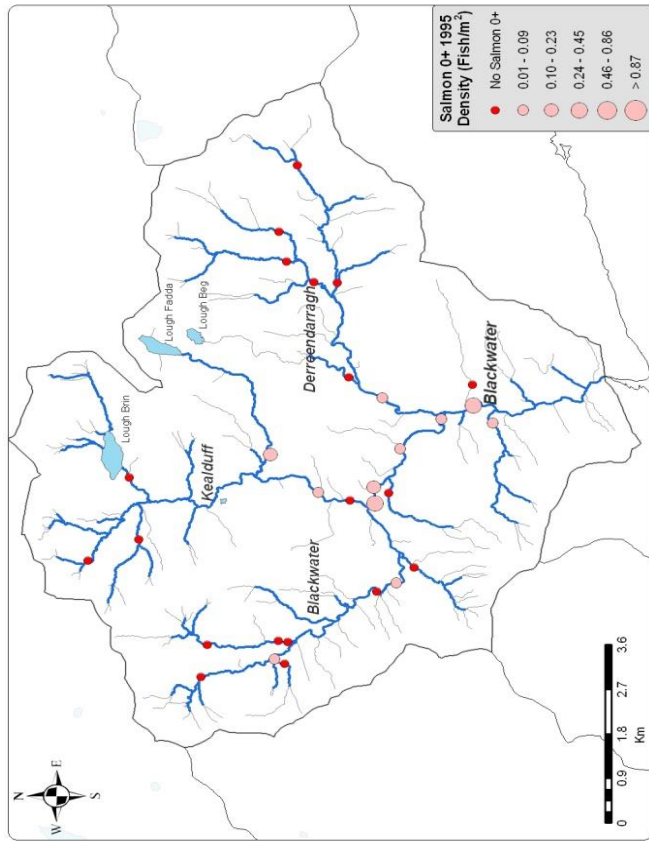 N
W
E
S
Lough Brin
Lough Fadda
Lough Beg
Kealduff
Derreendarragh
Blackwater
Blackwater
Salmon 0+ 1995
Density (Fish/m²)
No Salmon 0+
0.01 - 0.09
0.10 - 0.23
0.24 - 0.45
0.46 - 0.86
> 0.87
0 0.9 1.8 2.7 3.6
Km